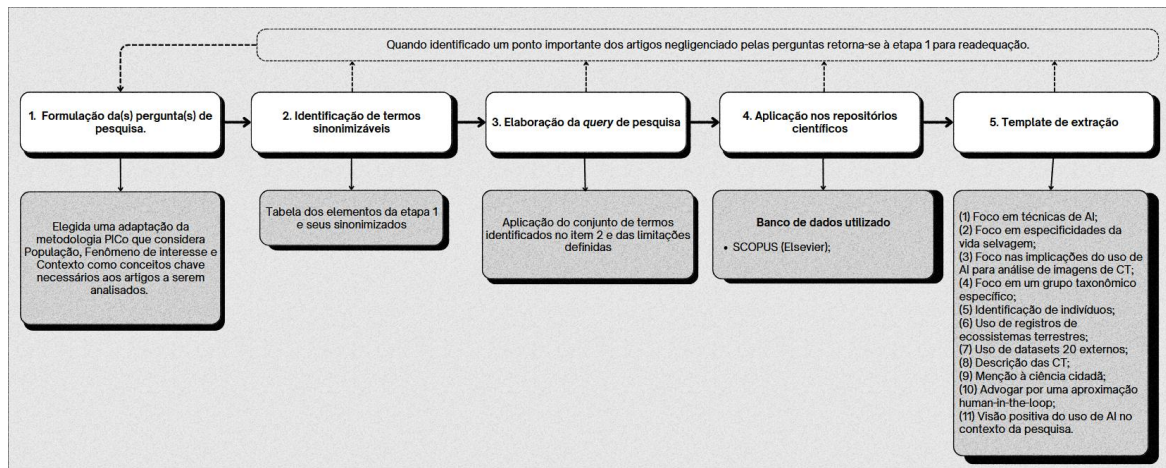 Quando identificado um ponto importante dos artigos negligenciado pelas perguntas retorna-se à etapa 1 para readequação.
1. Formulação da(s) pergunta(s) de
pesquisa.
2. Identificação de termos
sinonimizáveis
3. Elaboração da query de pesquisa
4. Aplicação nos repositórios
científicos
5. Template de extração
Elegida uma adaptação da
metodologia PICo que considera
População, Fenômeno de interesse e
Contexto como conceitos chave
necessários aos artigos a serem
analisados.
Tabela dos elementos da etapa 1
e seus sinonimizados
Aplicação do conjunto de termos
identificados no item 2 e das limitações
definidas
Banco de dados utilizado
• SCOPUS (Elsevier);
(1) Foco em técnicas de AI;
(2) Foco em especificidades da
vida selvagem;
(3) Foco nas implicações do uso de
AI para análise de imagens de CT;
(4) Foco em um grupo taxonômico
específico;
(5) Identificação de indivíduos;
(6) Uso de registros de
ecossistemas terrestres;
(7) Uso de datasets 20 externos;
(8) Descrição das CT;
(9) Menção à ciência cidadã;
(10) Advogar por uma aproximação
human-in-the-loop;
(11) Visão positiva do uso de AI no
contexto da pesquisa.